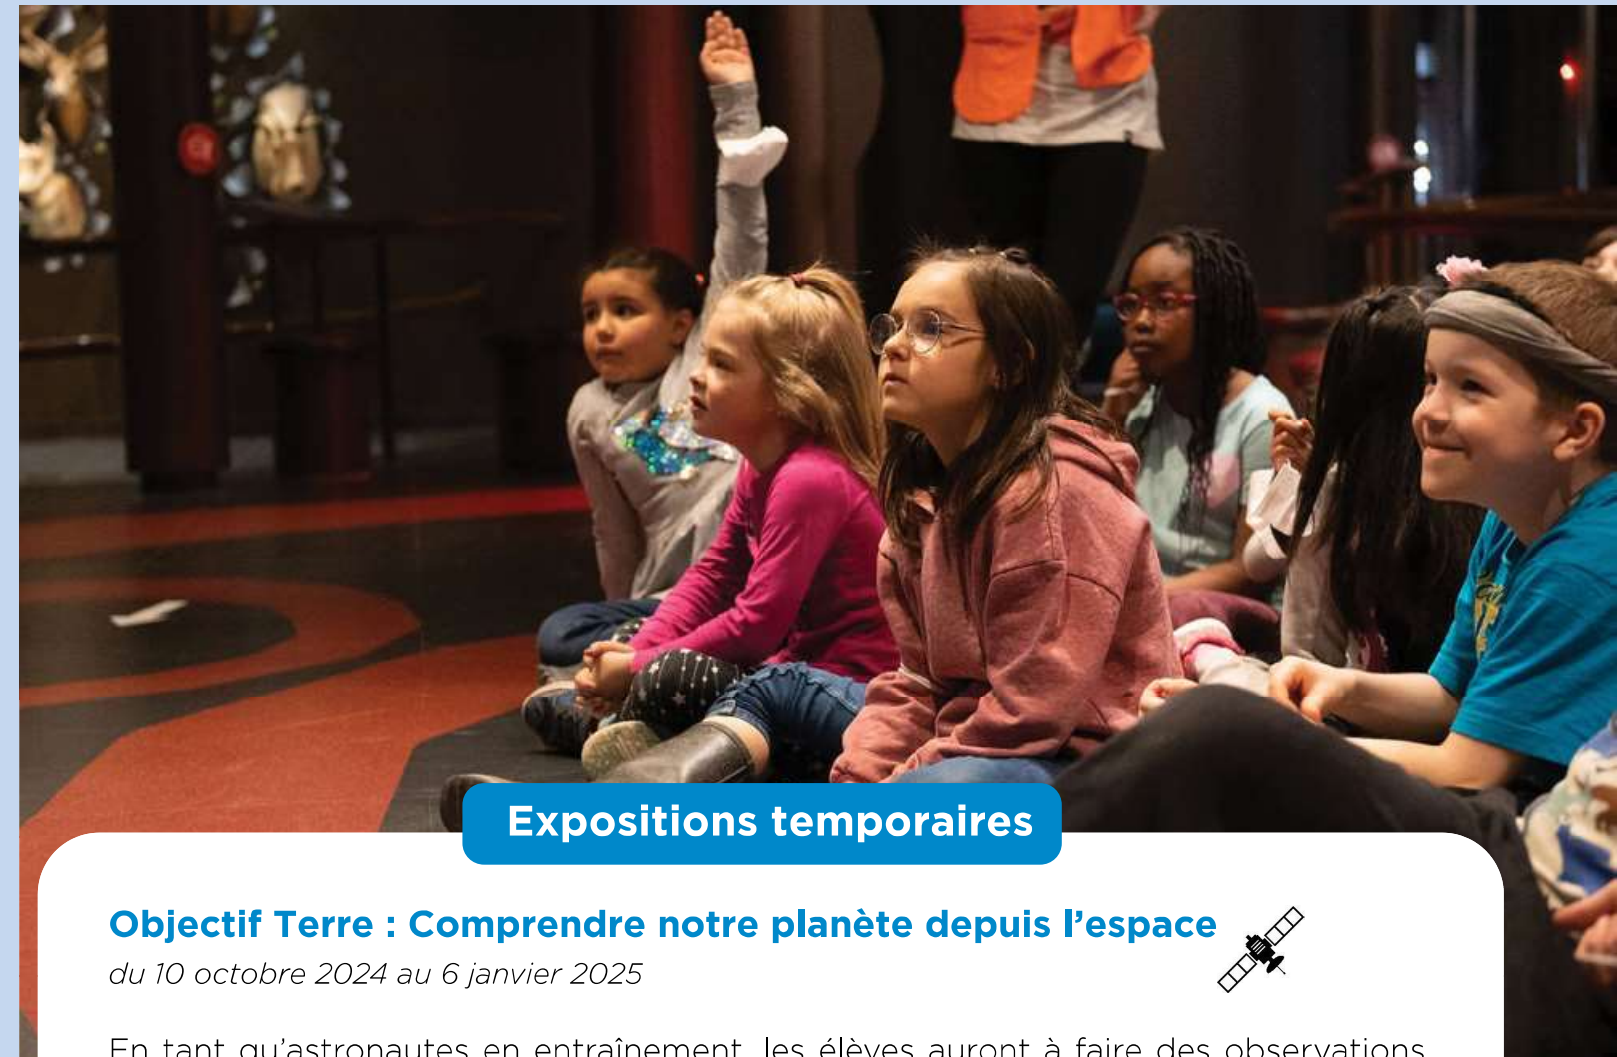 Expositions temporaires
Objectif Terre : Comprendre notre planète depuis l'espace
du 10 octobre 2024 au 6 janvier 2025
En tant qu'astronautes en entraînement, les élèves auront à faire des observations